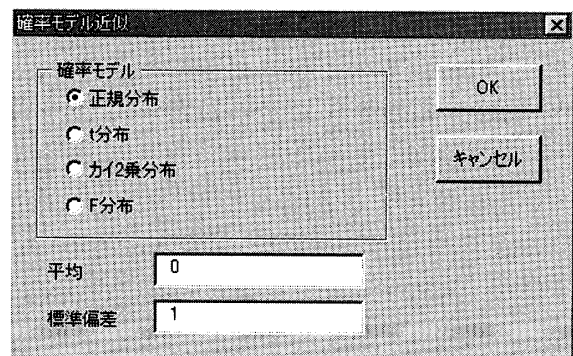 確率モデル近似
確率モデル
正規分布
t分布
カイ2乗分布
F分布
OK
キャンセル
平均 0
標準偏差 1